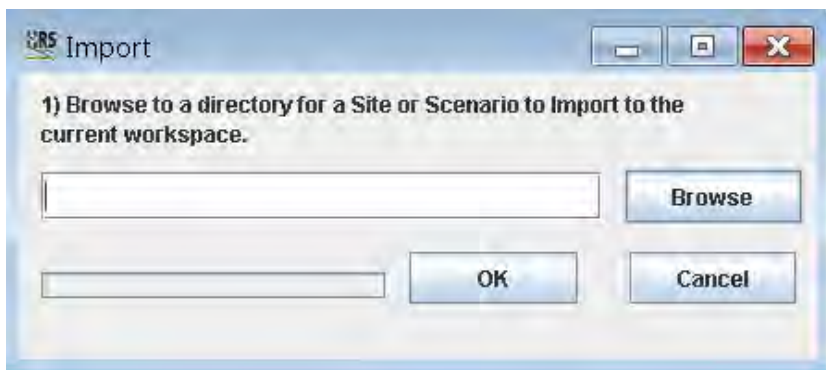 Import
1) Browse to a directory for a Site or Scenario to Import to the
current workspace.
Browse
OK
Cancel